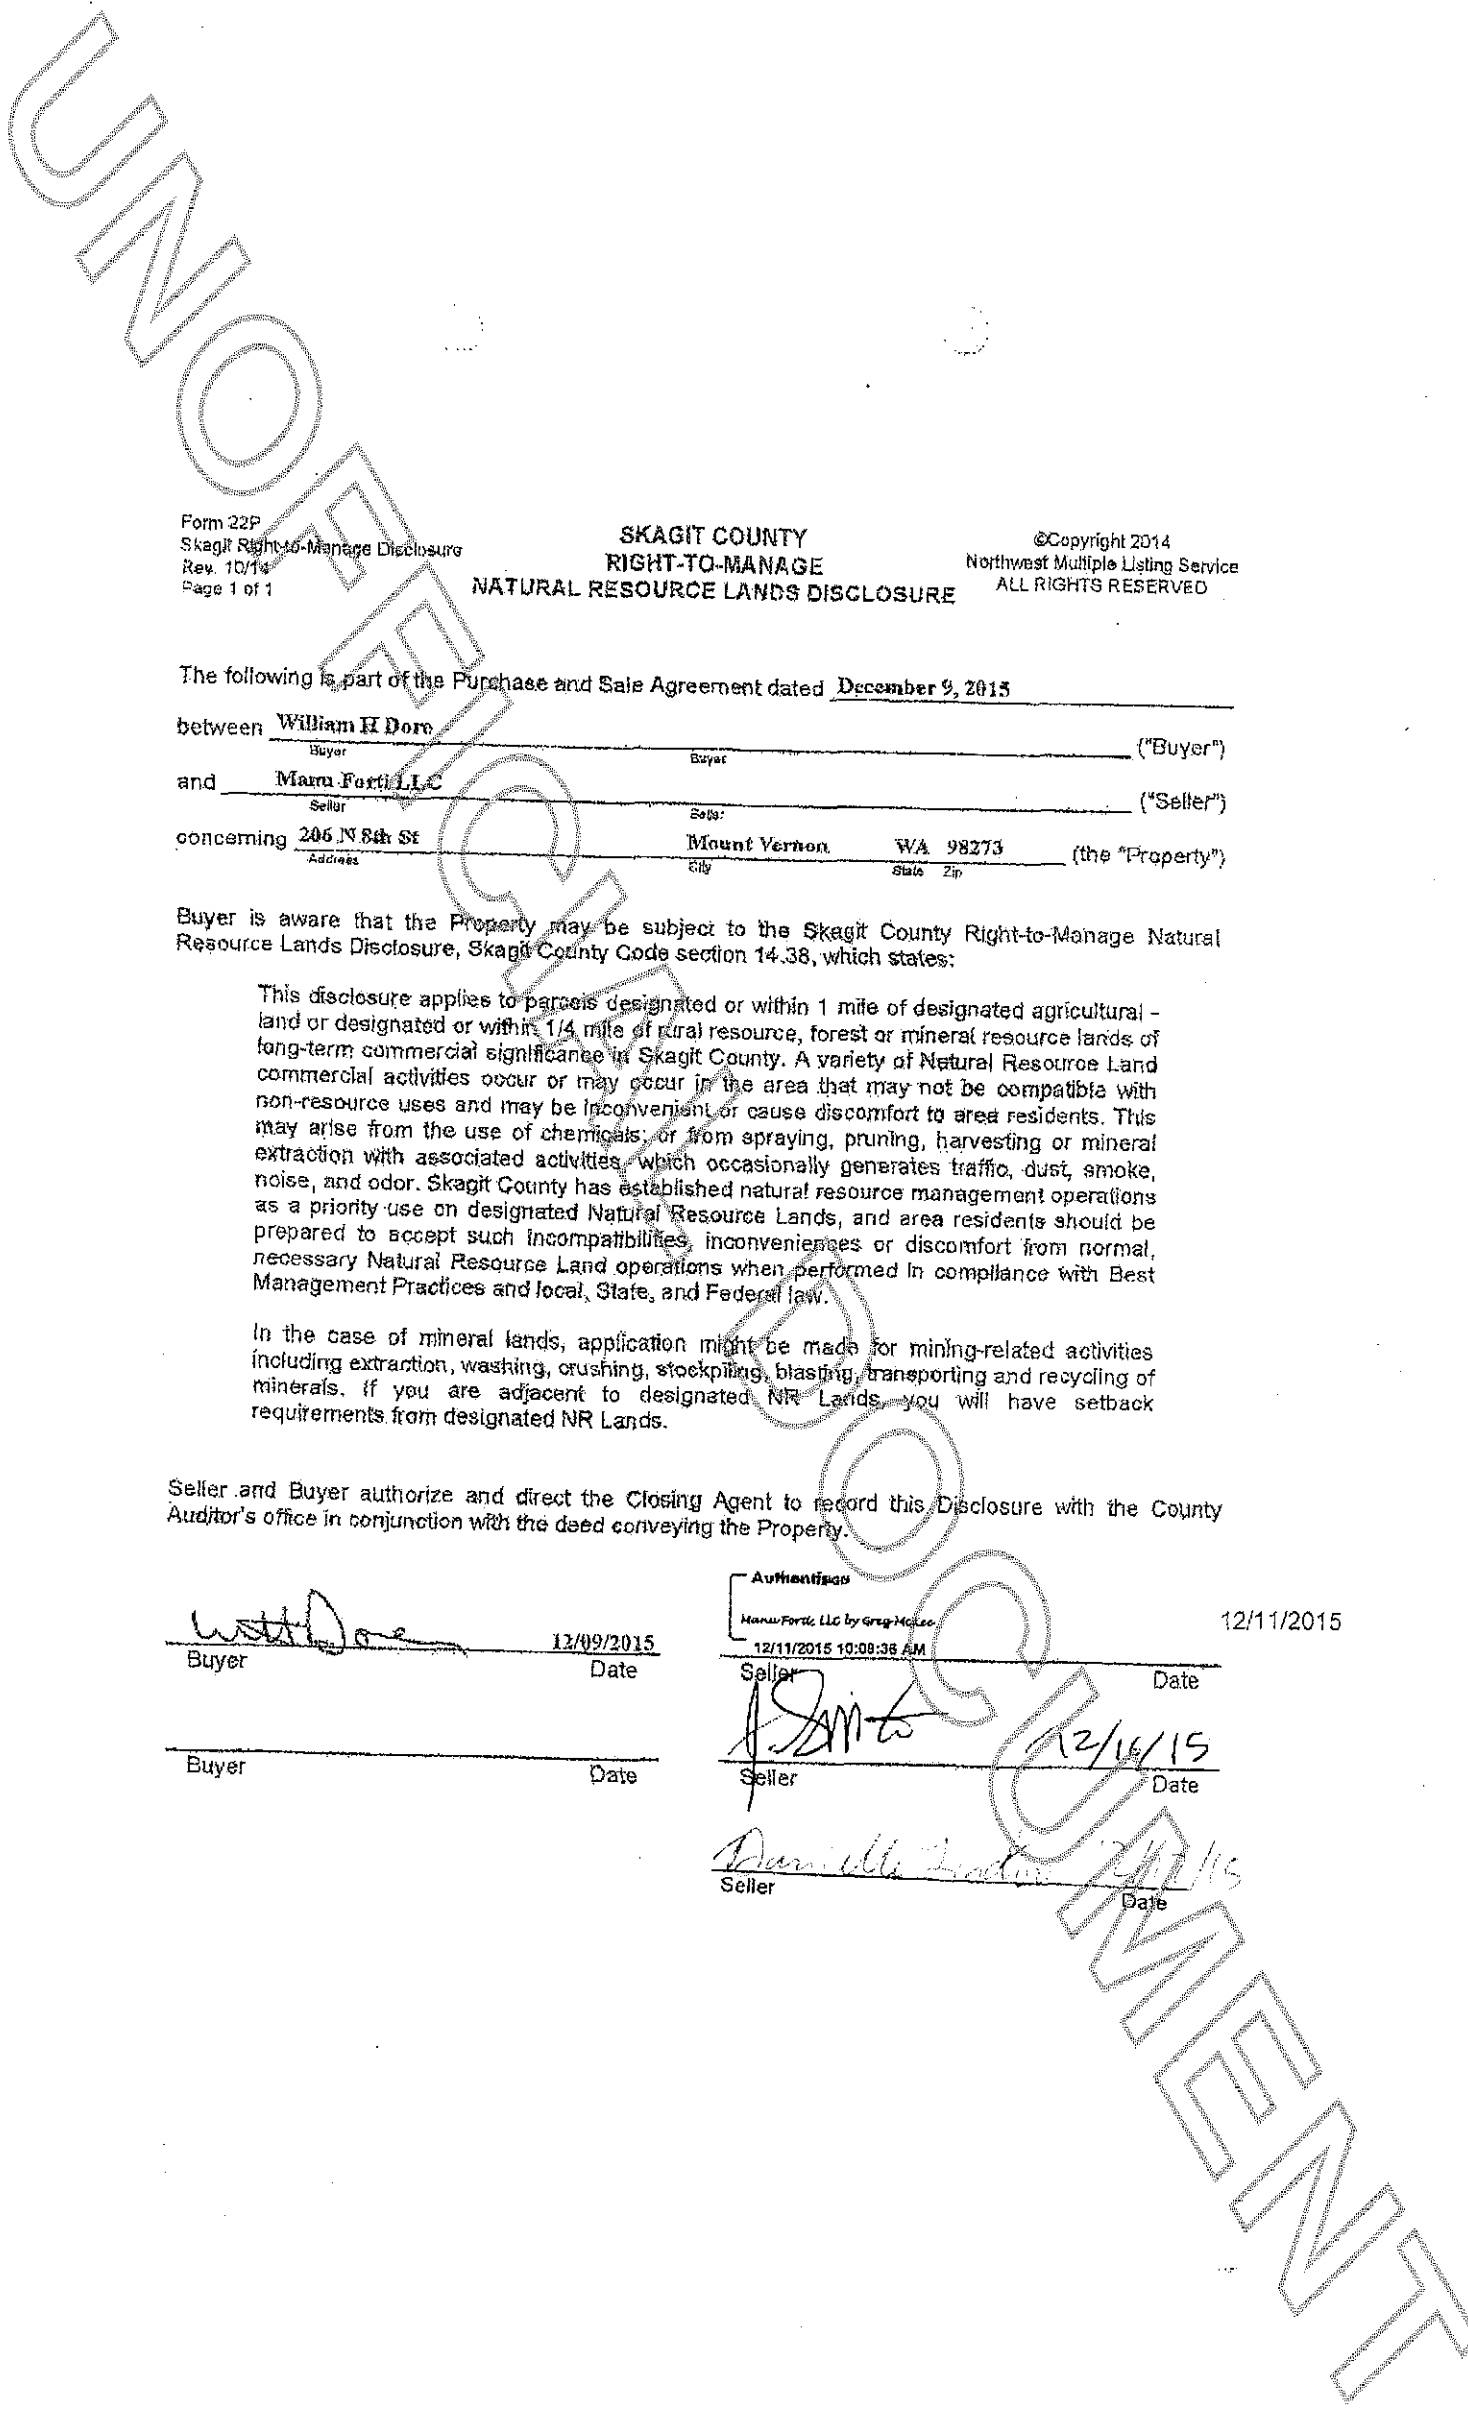 Form 22P
Skagit Right-to-Manage Disclosure
Rev. 10/14
Page 1 of 1
SKAGIT COUNTY
RIGHT-TO-MANAGE
NATURAL RESOURCE LANDS DISCLOSURE
©Copyright 2014
Northwest Multiple Listing Service
ALL RIGHTS RESERVED
The following is part of the Purchase and Sale Agreement dated December 9, 2015
between William H Dore ("Buyer")
Buyer Buyer
and Manu Forti LLC ("Seller")
Seller Seller
concerning 206 N 8th St Mount Vernon WA 98273 (the "Property")
Address City State Zip
Buyer is aware that the Property may be subject to the Skagit County Right-to-Manage Natural
Resource Lands Disclosure, Skagit County Code section 14.38, which states:
This disclosure applies to parcels designated or within 1 mile of designated agricultural -
land or designated or within 1/4 mile of rural resource, forest or mineral resource lands of
long-term commercial significance in Skagit County. A variety of Natural Resource Land
commercial activities occur or may occur in the area that may not be compatible with
non-resource uses and may be inconvenient or cause discomfort to area residents. This
may arise from the use of chemicals; or from spraying, pruning, harvesting or mineral
extraction with associated activities, which occasionally generates traffic, dust, smoke,
noise, and odor. Skagit County has established natural resource management operations
as a priority use on designated Natural Resource Lands, and area residents should be
prepared to accept such incompatibilities, inconveniences or discomfort from normal,
necessary Natural Resource Land operations when performed in compliance with Best
Management Practices and local, State, and Federal law.
In the case of mineral lands, application might be made for mining-related activities
including extraction, washing, crushing, stockpiling, blasting, transporting and recycling of
minerals. If you are adjacent to designated NR Lands, you will have setback
requirements from designated NR Lands.
Seller and Buyer authorize and direct the Closing Agent to record this Disclosure with the County
Auditor's office in conjunction with the deed conveying the Property.
Authentisign
Manu Forti, LLC by Greg McKee
12/09/2015 12/11/2015 10:08:36 AM 12/11/2015
Buyer Date Seller Date
12/16/15
Buyer Date Seller Date
Danielle
Seller Date
UNOFFICIAL DOCUMENT